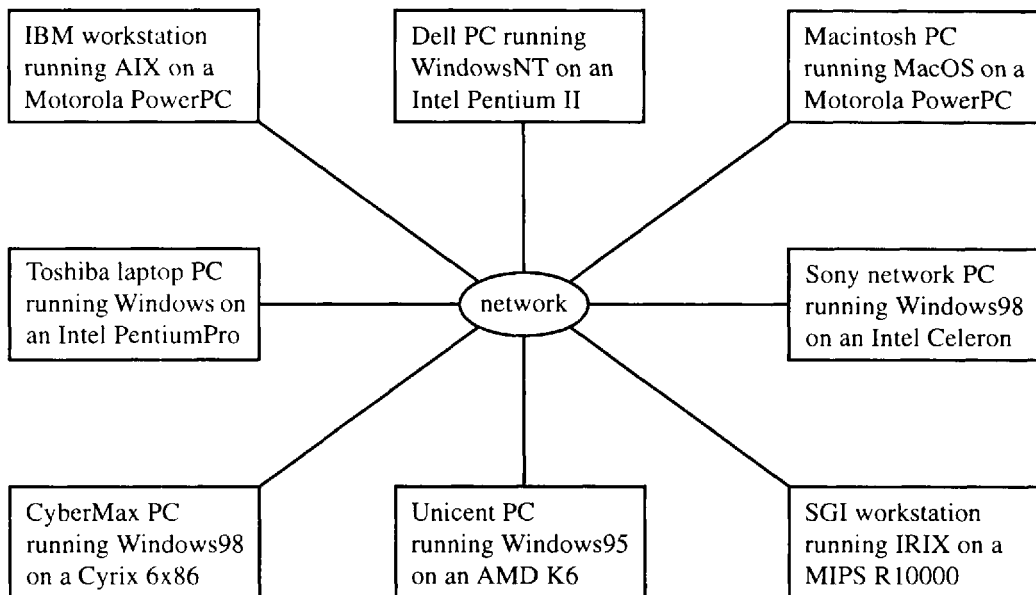 IBM workstation
running AIX on a
Motorola PowerPC
Dell PC running
WindowsNT on an
Intel Pentium II
Macintosh PC
running MacOS on a
Motorola PowerPC
Toshiba laptop PC
running Windows on
an Intel PentiumPro
network
Sony network PC
running Windows98
on an Intel Celeron
CyberMax PC
running Windows98
on a Cyrix 6x86
Unicent PC
running Windows95
on an AMD K6
SGI workstation
running IRIX on a
MIPS R10000